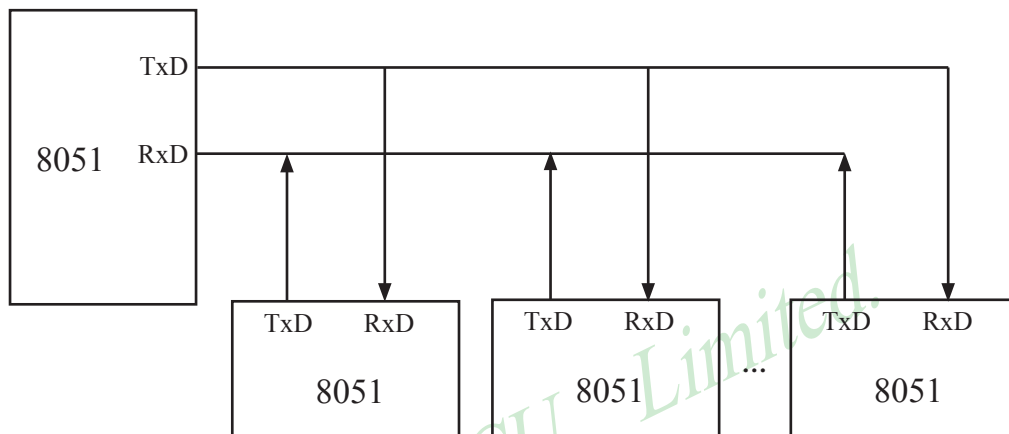 TxD
8051 RxD
TxD RxD TxD RxD TxD RxD
8051 8051 ... 8051
Limited.